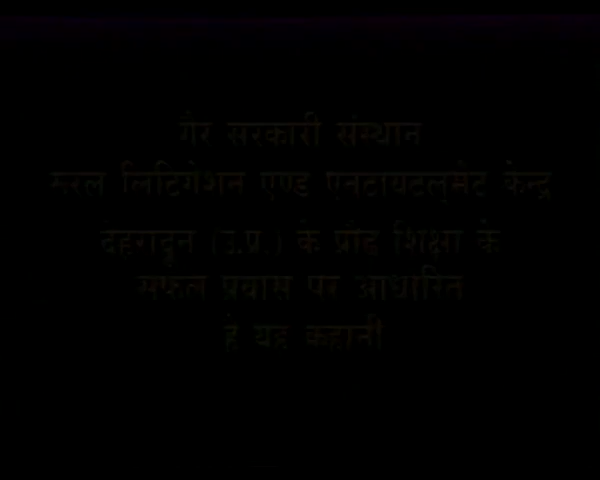 गैर सरकारी संस्थान
रूरल लिटिगेशन एण्ड एनटायटलमेंट केन्द्र
देहरादून (उ.प्र.) के प्रौढ शिक्षा के
सफल प्रयास पर आधारित
है यह कहानी